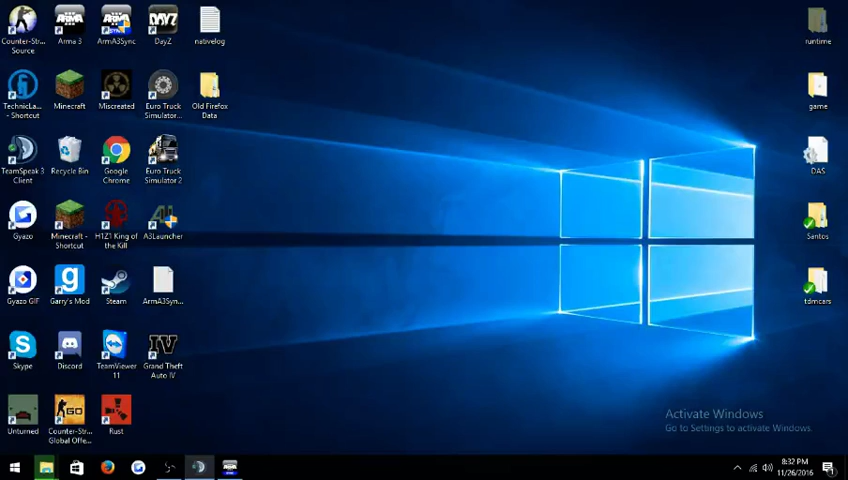 Counter-Str...
Source
Arma 3
ArmA3Sync
DayZ
nativelog
runtime
TechnicLa...
- Shortcut
Minecraft
Miscreated
Euro Truck
Simulator...
Old Firefox
Data
game
TeamSpeak 3
Client
Recycle Bin
Google
Chrome
Euro Truck
Simulator 2
DAS
Gyazo
Minecraft -
Shortcut
H1Z1 King of
the Kill
A3Launcher
Santos
Gyazo GIF
Garry's Mod
Steam
ArmA3Syn...
tdmcars
Skype
Discord
TeamViewer
11
Grand Theft
Auto IV
Unturned
Counter-Str...
Global Offe...
Rust
Activate Windows
Go to Settings to activate Windows.
8:32 PM
11/26/2016